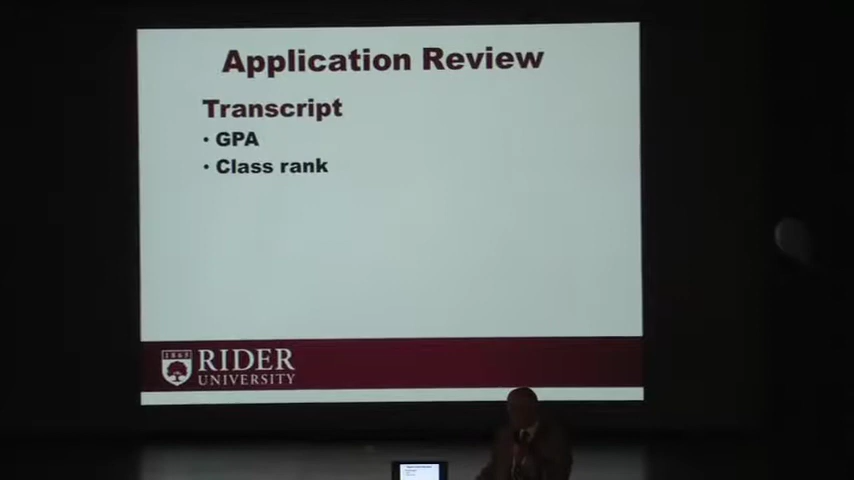 Application Review
Transcript
• GPA
• Class rank
1865
RIDER
UNIVERSITY